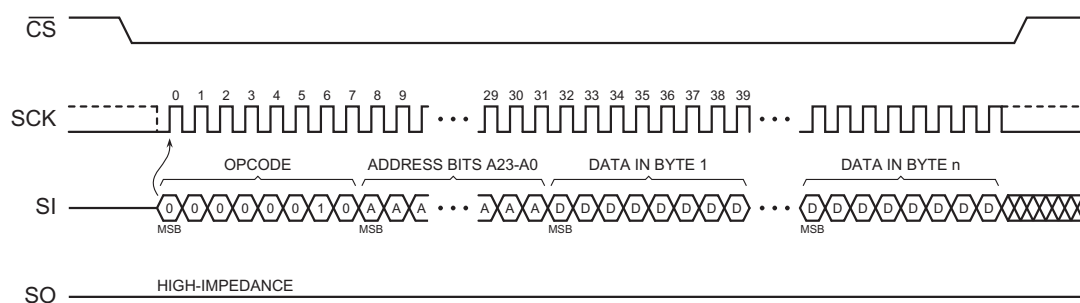 CS
SCK
0 1 2 3 4 5 6 7 8 9 ••• 29 30 31 32 33 34 35 36 37 38 39 •••
OPCODE ADDRESS BITS A23-A0 DATA IN BYTE 1 DATA IN BYTE n
SI
0 0 0 0 0 0 1 0 A A A ••• A A A D D D D D D D D ••• D D D D D D D D
MSB MSB MSB MSB
HIGH-IMPEDANCE
SO